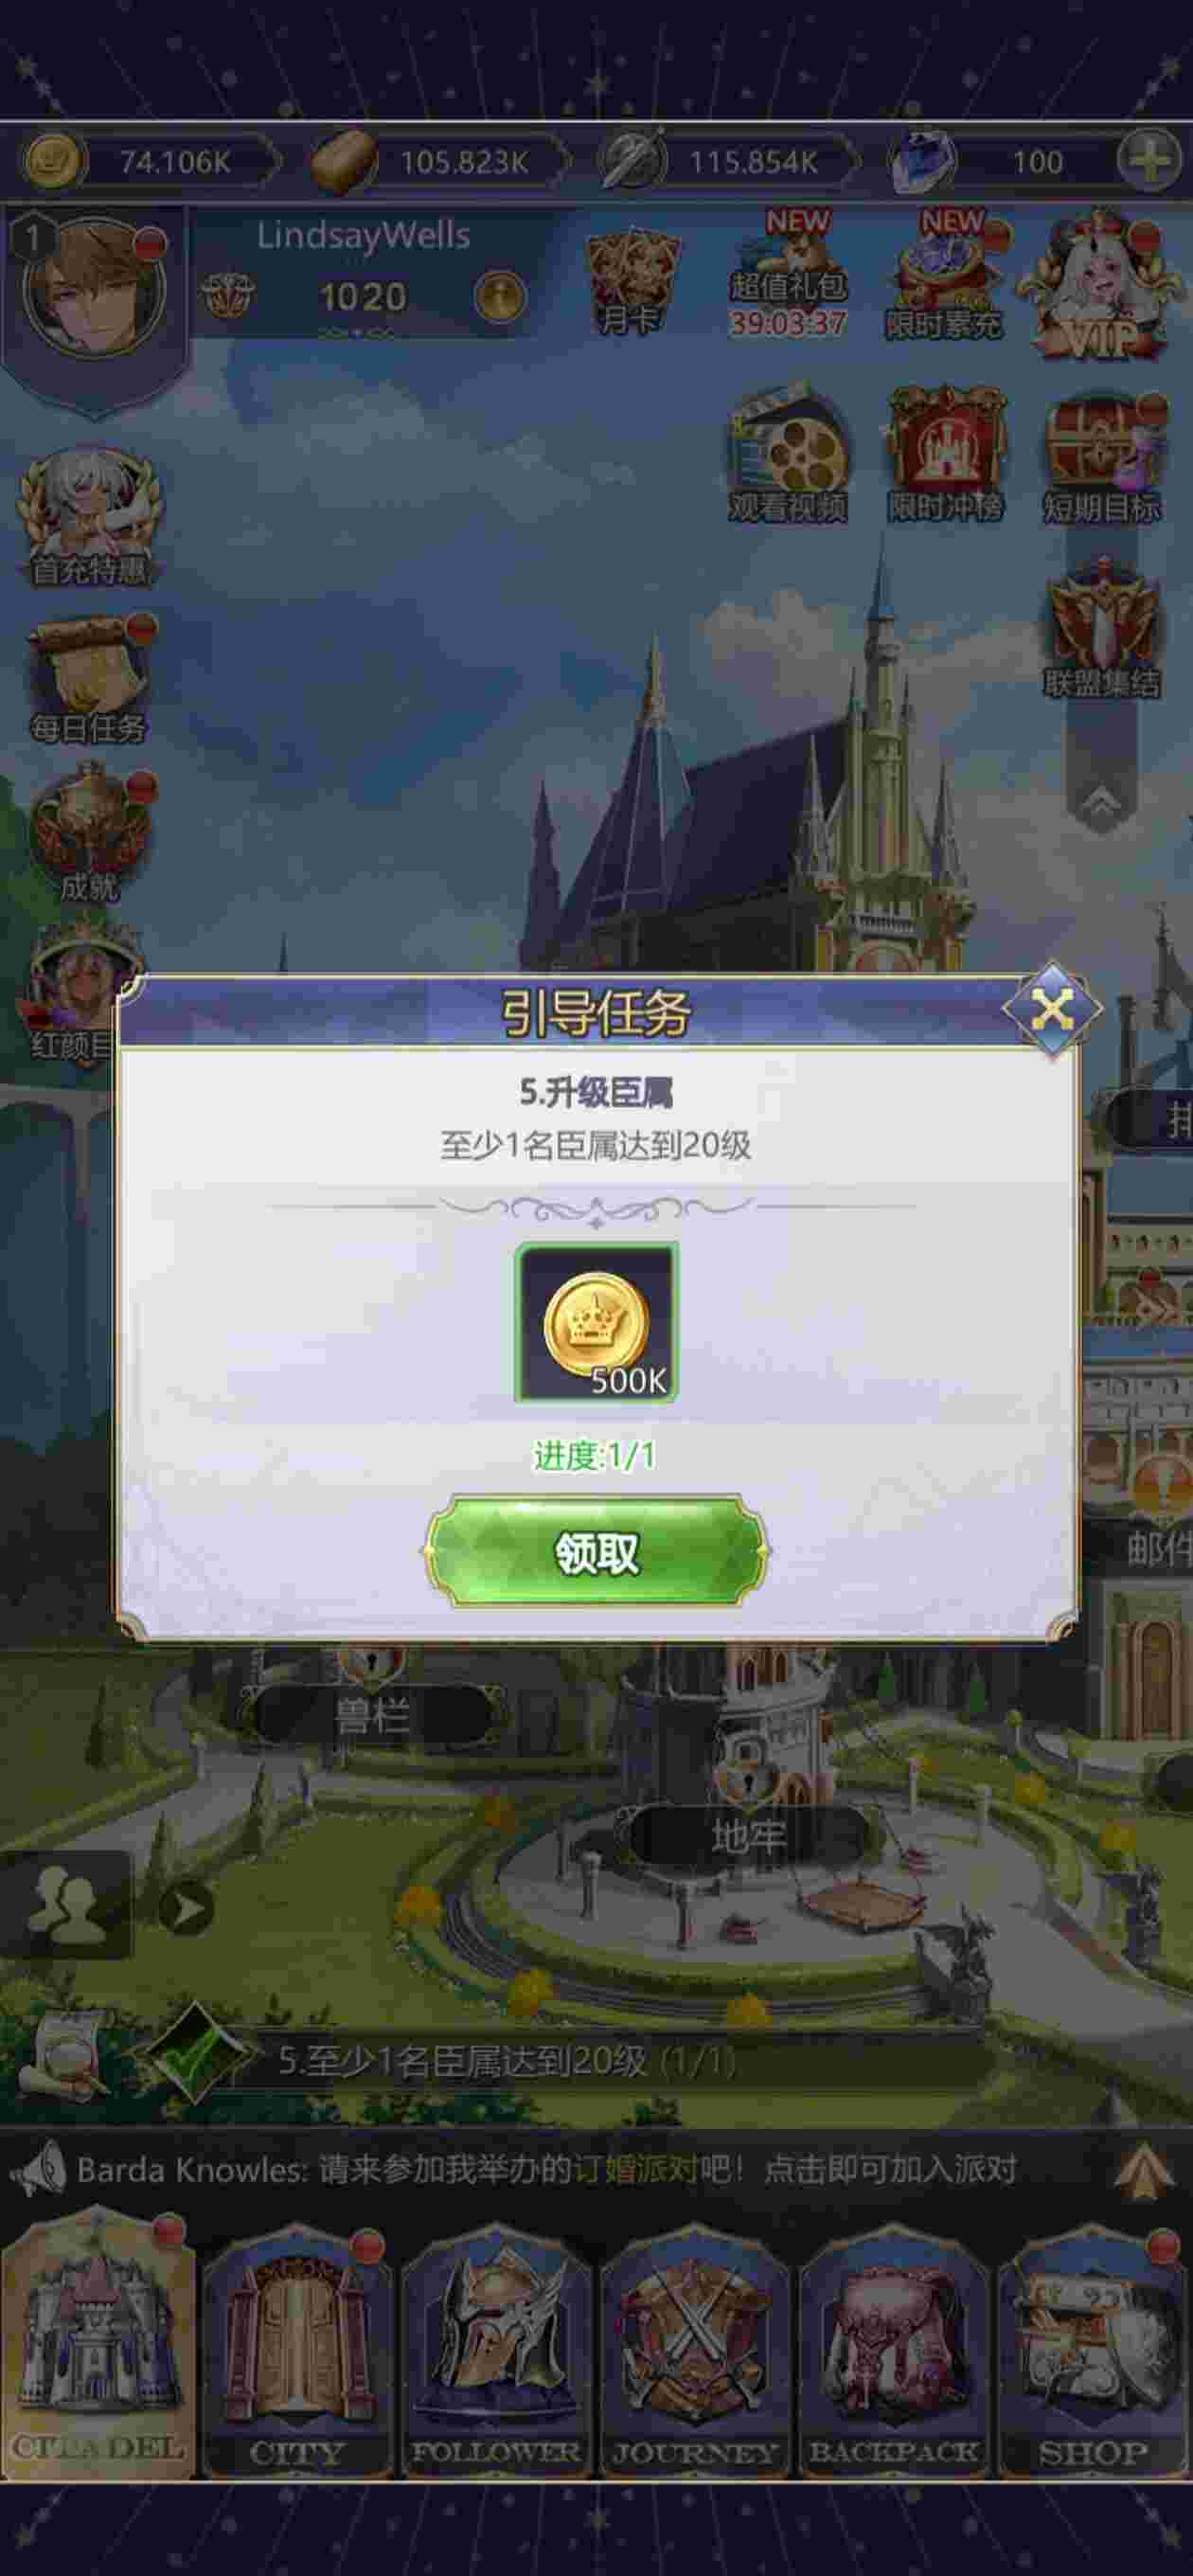 74.106K
105.823K
115.854K
100
1
LindsayWells
1020
月卡
NEW
超值礼包
39:03:37
NEW
限时累充
VIP
首充特惠
观看视频
限时冲榜
短期目标
每日任务
联盟集结
成就
红颜
引导任务
5.升级臣属
至少1名臣属达到20级
500K
进度:1/1
领取
邮件
兽栏
地牢
5.至少1名臣属达到20级 (1/1)
Barda Knowles: 请来参加我举办的订婚派对吧！点击即可加入派对
CITADEL
CITY
FOLLOWER
JOURNEY
BACKPACK
SHOP